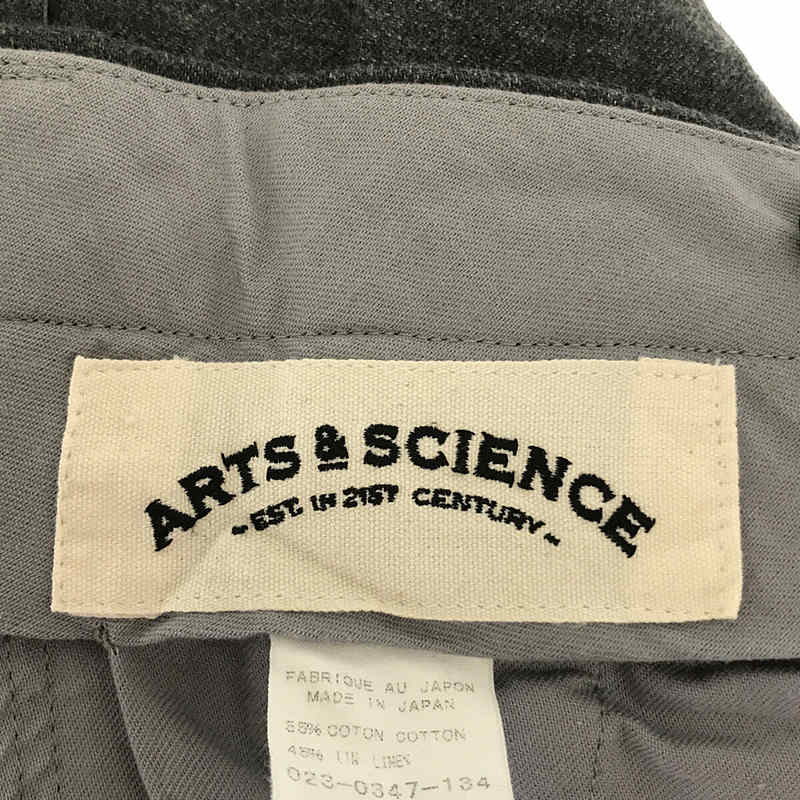 ARTS & SCIENCE
~ EST. IN 21ST CENTURY ~
FABRIQUE AU JAPON
MADE IN JAPAN
55% COTON COTTON
45% LIN LINEN
023-0347-134